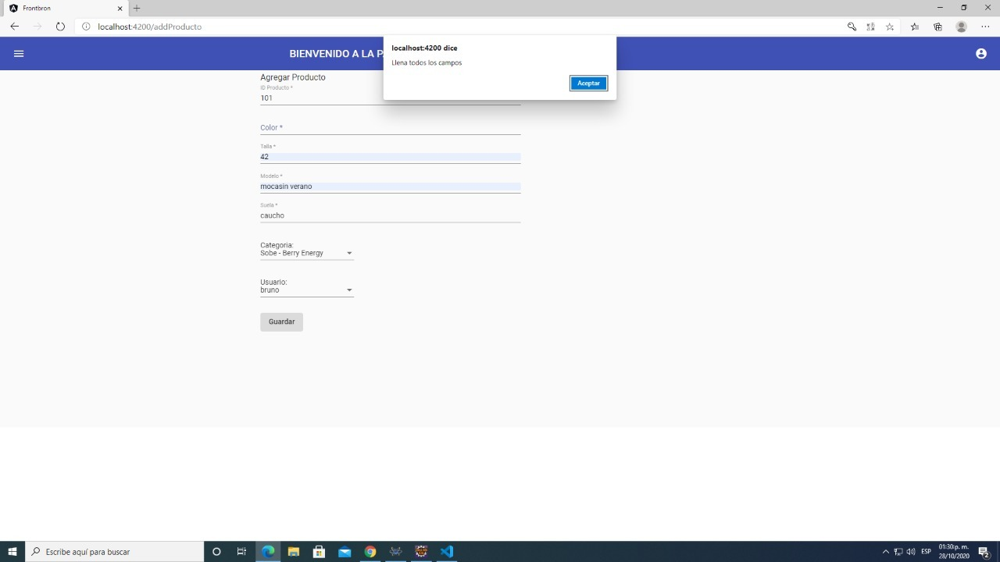 Frontbron
localhost:4200/addProducto
localhost:4200 dice
Llena todos los campos
Aceptar
BIENVENIDO A LA
Agregar Producto
ID Producto *
101
Color *
Talla *
42
Modelo *
mocasin verano
Suela *
caucho
Categoria:
Sobe - Berry Energy
Usuario:
bruno
Guardar
Escribe aquí para buscar
ESP
01:30p. m.
28/10/2020
2